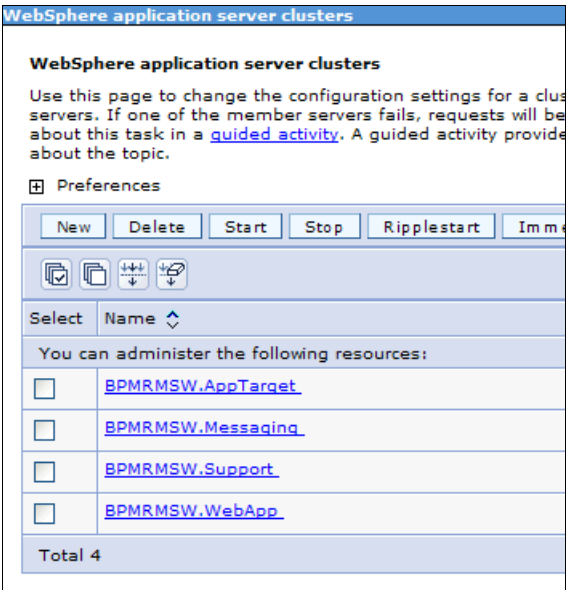 WebSphere application server clusters
WebSphere application server clusters
Use this page to change the configuration settings for a clus
servers. If one of the member servers fails, requests will be
about this task in a guided activity. A guided activity provide
about the topic.
Preferences
New Delete Start Stop Ripplestart Imme
Select Name
You can administer the following resources:
BPMRMSW.AppTarget
BPMRMSW.Messaging
BPMRMSW.Support
BPMRMSW.WebApp
Total 4